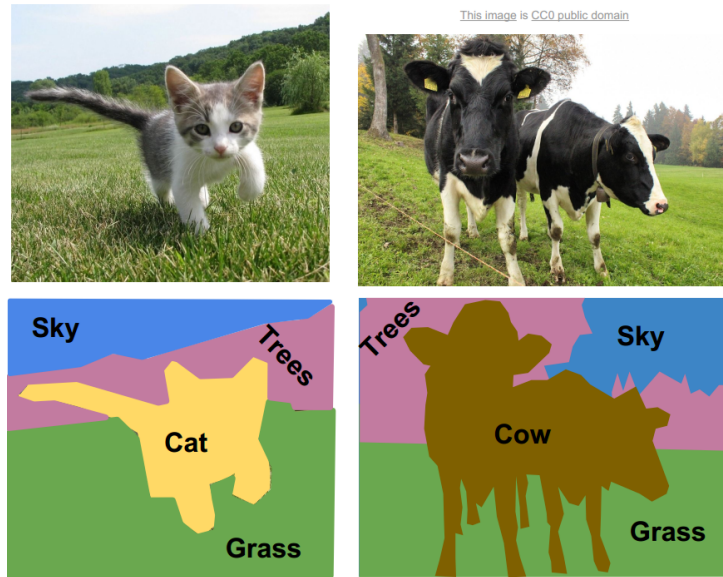 This image is CC0 public domain
Sky
Trees
Cat
Grass
Trees
Sky
Cow
Grass